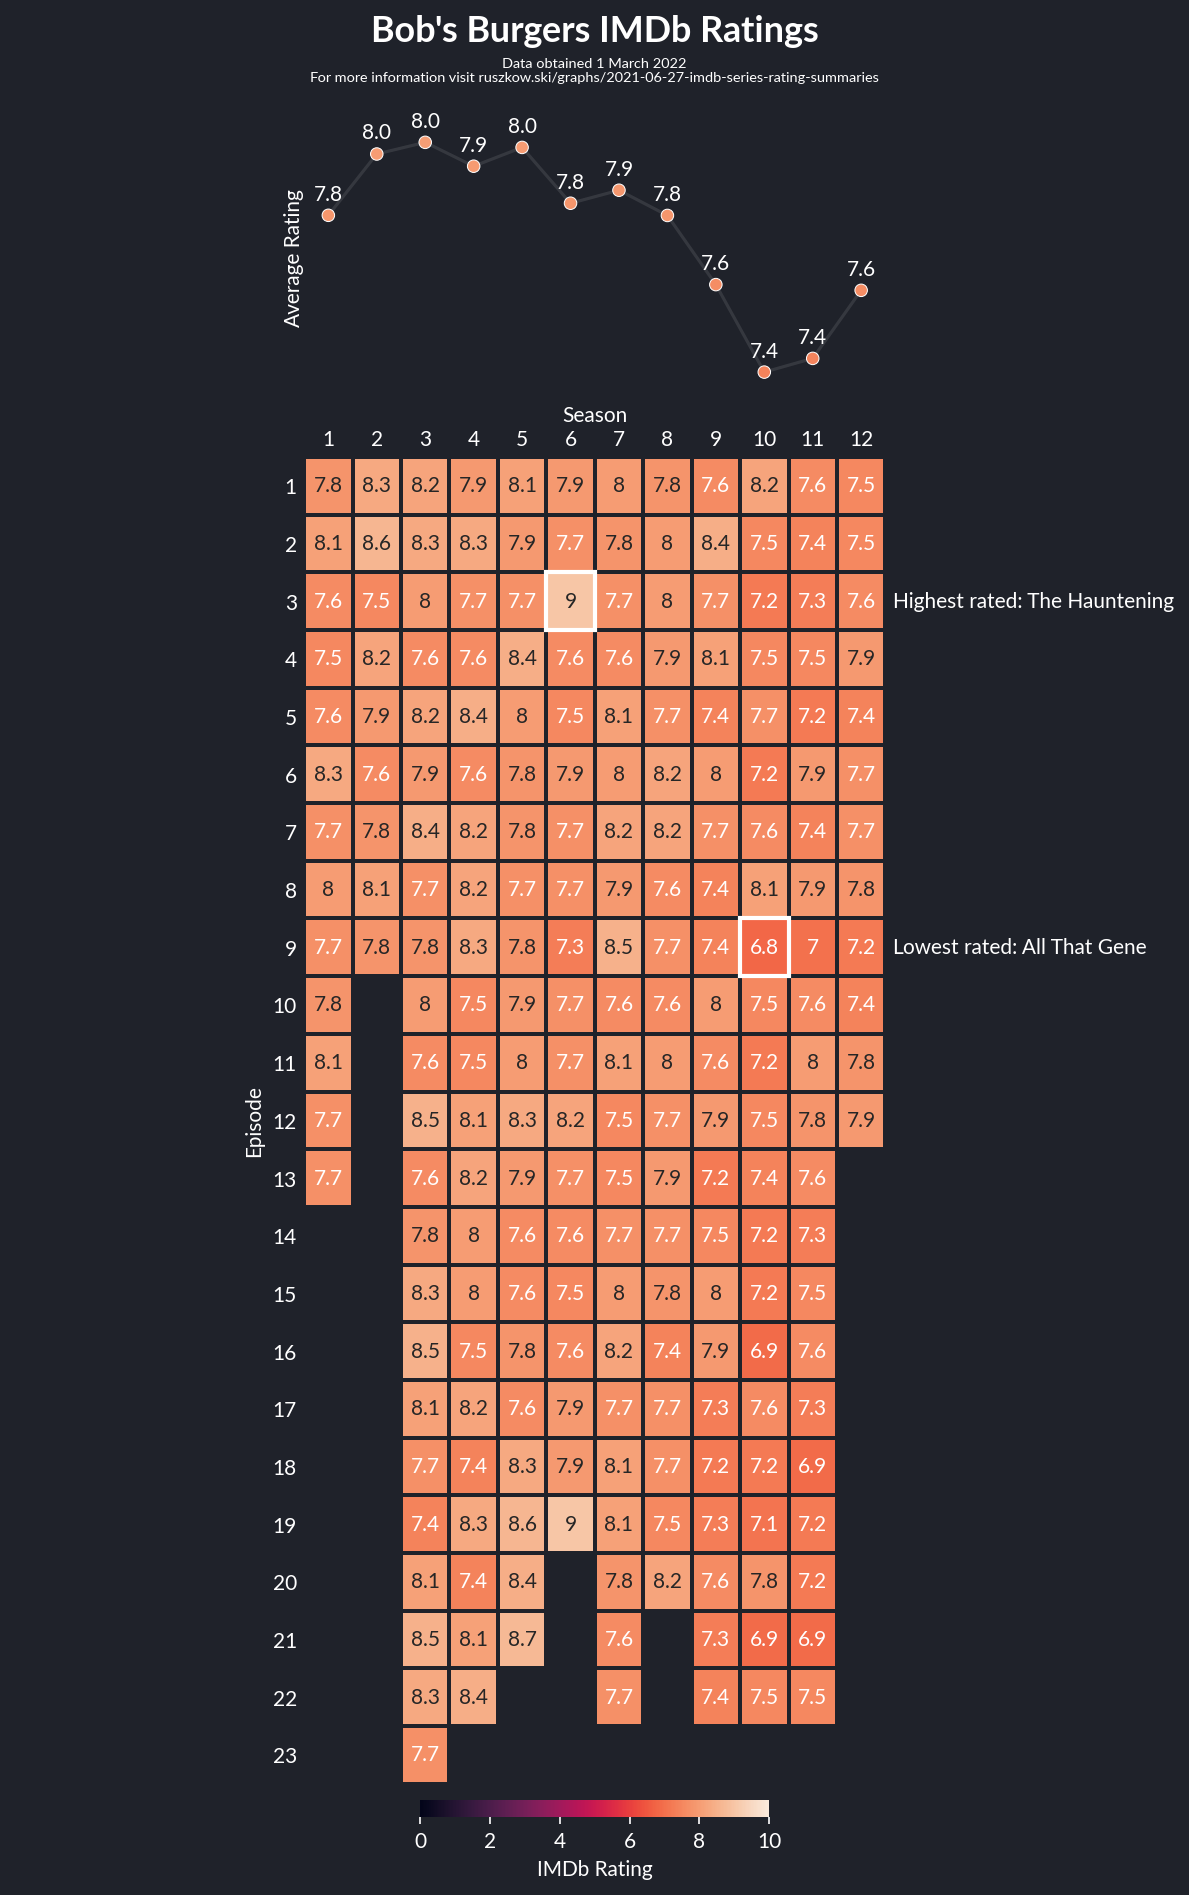 Bob's Burgers IMDb Ratings
Data obtained 1 March 2022
For more information visit ruszkow.ski/graphs/2021-06-27-imdb-series-rating-summaries
Average Rating
7.8 8.0 8.0 7.9 8.0 7.8 7.9 7.8 7.6 7.4 7.4 7.6
Season
1 2 3 4 5 6 7 8 9 10 11 12
Episode
1 7.8 8.3 8.2 7.9 8.1 7.9 8 7.8 7.6 8.2 7.6 7.5
2 8.1 8.6 8.3 8.3 7.9 7.7 7.8 8 8.4 7.5 7.4 7.5
3 7.6 7.5 8 7.7 7.7 9 7.7 8 7.7 7.2 7.3 7.6 Highest rated: The Hauntening
4 7.5 8.2 7.6 7.6 8.4 7.6 7.6 7.9 8.1 7.5 7.5 7.9
5 7.6 7.9 8.2 8.4 8 7.5 8.1 7.7 7.4 7.7 7.2 7.4
6 8.3 7.6 7.9 7.6 7.8 7.9 8 8.2 8 7.2 7.9 7.7
7 7.7 7.8 8.4 8.2 7.8 7.7 8.2 8.2 7.7 7.6 7.4 7.7
8 8 8.1 7.7 8.2 7.7 7.7 7.9 7.6 7.4 8.1 7.9 7.8
9 7.7 7.8 7.8 8.3 7.8 7.3 8.5 7.7 7.4 6.8 7 7.2 Lowest rated: All That Gene
10 7.8 8 7.5 7.9 7.7 7.6 7.6 8 7.5 7.6 7.4
11 8.1 7.6 7.5 8 7.7 8.1 8 7.6 7.2 8 7.8
12 7.7 8.5 8.1 8.3 8.2 7.5 7.7 7.9 7.5 7.8 7.9
13 7.7 7.6 8.2 7.9 7.7 7.5 7.9 7.2 7.4 7.6
14 7.8 8 7.6 7.6 7.7 7.7 7.5 7.2 7.3
15 8.3 8 7.6 7.5 8 7.8 8 7.2 7.5
16 8.5 7.5 7.8 7.6 8.2 7.4 7.9 6.9 7.6
17 8.1 8.2 7.6 7.9 7.7 7.7 7.3 7.6 7.3
18 7.7 7.4 8.3 7.9 8.1 7.7 7.2 7.2 6.9
19 7.4 8.3 8.6 9 8.1 7.5 7.3 7.1 7.2
20 8.1 7.4 8.4 7.8 8.2 7.6 7.8 7.2
21 8.5 8.1 8.7 7.6 7.3 6.9 6.9
22 8.3 8.4 7.7 7.4 7.5 7.5
23 7.7
0 2 4 6 8 10
IMDb Rating